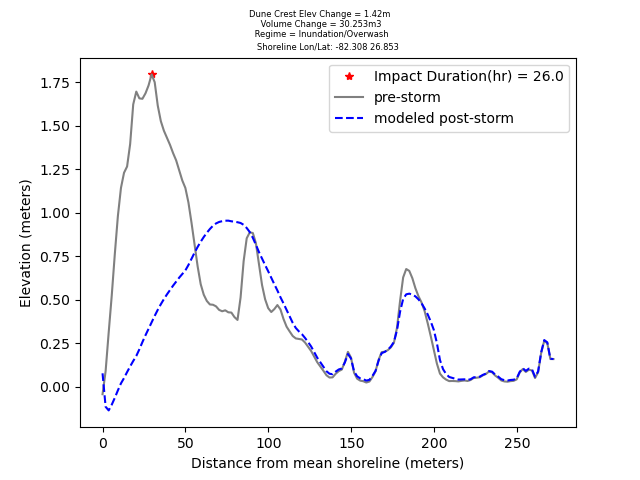 Dune Crest Elev Change = 1.42m
Volume Change = 30.253m3
Regime = Inundation/Overwash
Shoreline Lon/Lat: -82.308 26.853
Impact Duration(hr) = 26.0
pre-storm
modeled post-storm
1.75
1.50
1.25
1.00
0.75
0.50
0.25
0.00
Elevation (meters)
0 50 100 150 200 250
Distance from mean shoreline (meters)